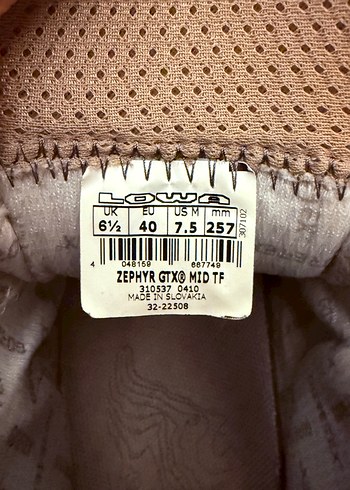 LOWA
UK EU US M mm
6½ 40 7.5 257
307102
4 048159 667749
ZEPHYR GTX® MID TF
310537 0410
MADE IN SLOVAKIA
32-22508